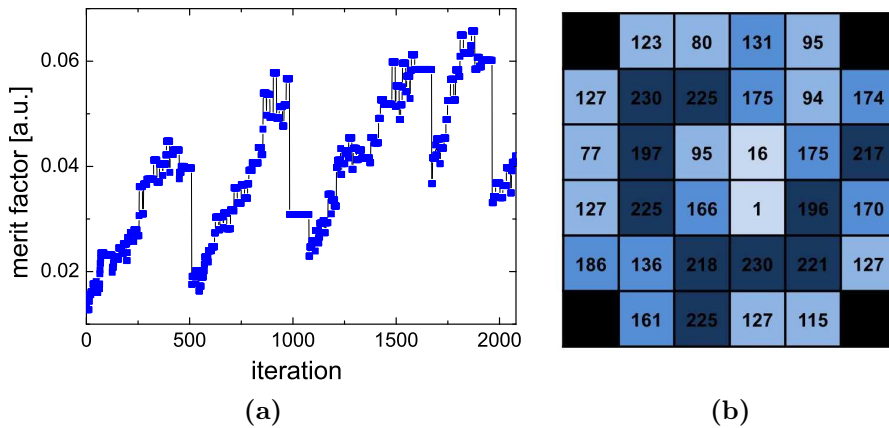 0.06
0.04
0.02
merit factor [a.u.]
0 500 1000 1500 2000
iteration
(a)
123 80 131 95
127 230 225 175 94 174
77 197 95 16 175 217
127 225 166 1 196 170
186 136 218 230 221 127
161 225 127 115
(b)